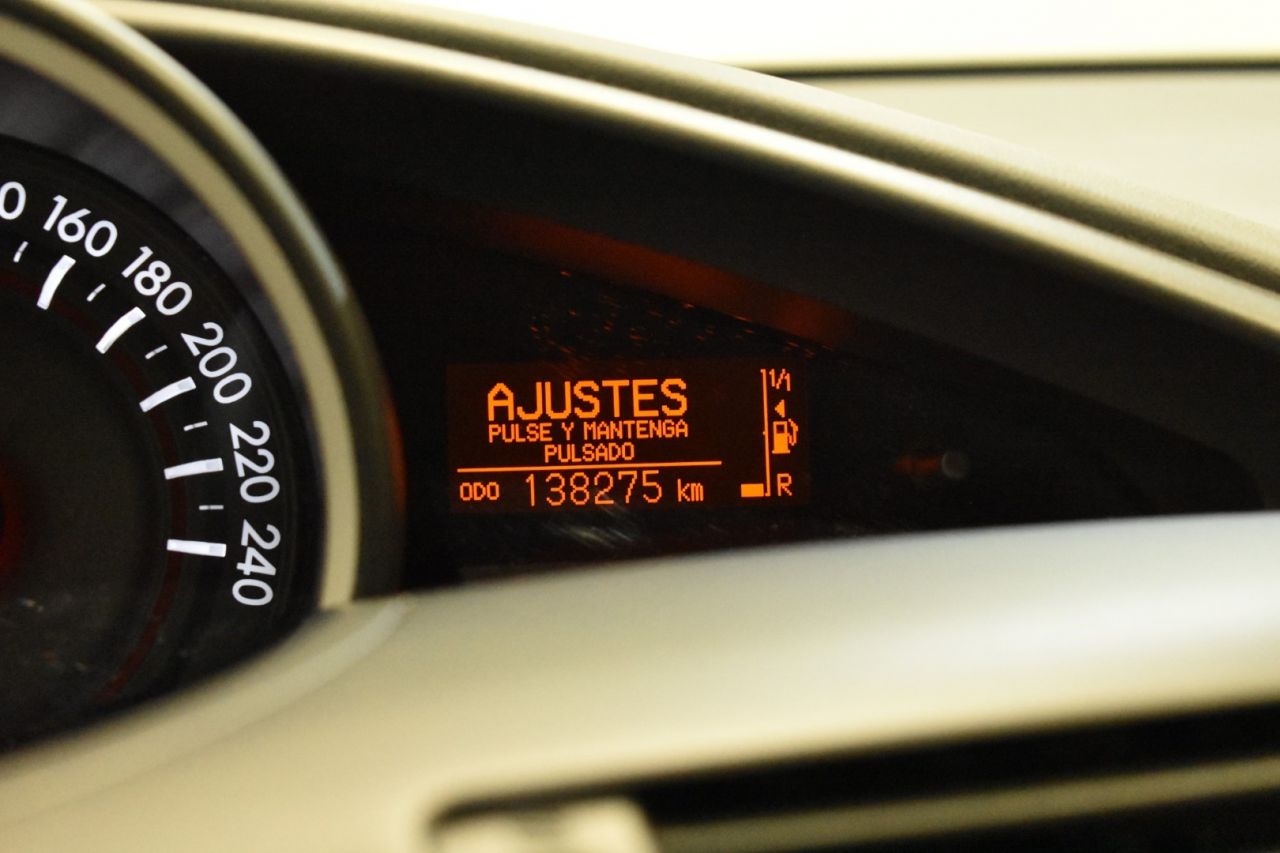 160
180
200
220
240
AJUSTES
PULSE Y MANTENGA
PULSADO
ODO 138275 km
1/1
R